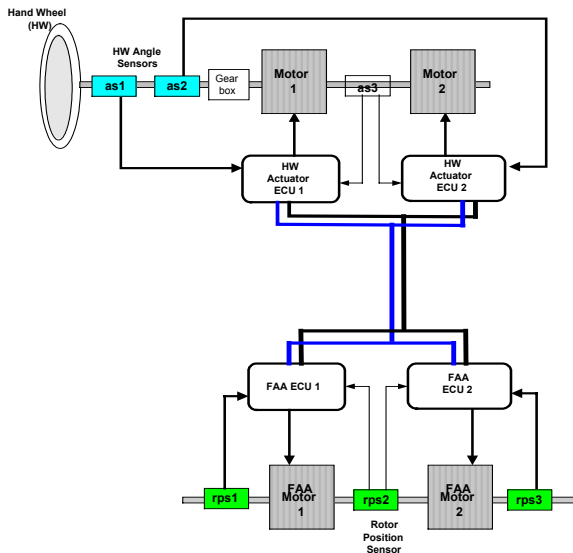 Hand Wheel
(HW)
HW Angle
Sensors
as1
as2
Gear
box
Motor
1
as3
Motor
2
HW
Actuator
ECU 1
HW
Actuator
ECU 2
FAA ECU 1
FAA
ECU 2
rps1
FAA
Motor
1
rps2
FAA
Motor
2
rps3
Rotor
Position
Sensor